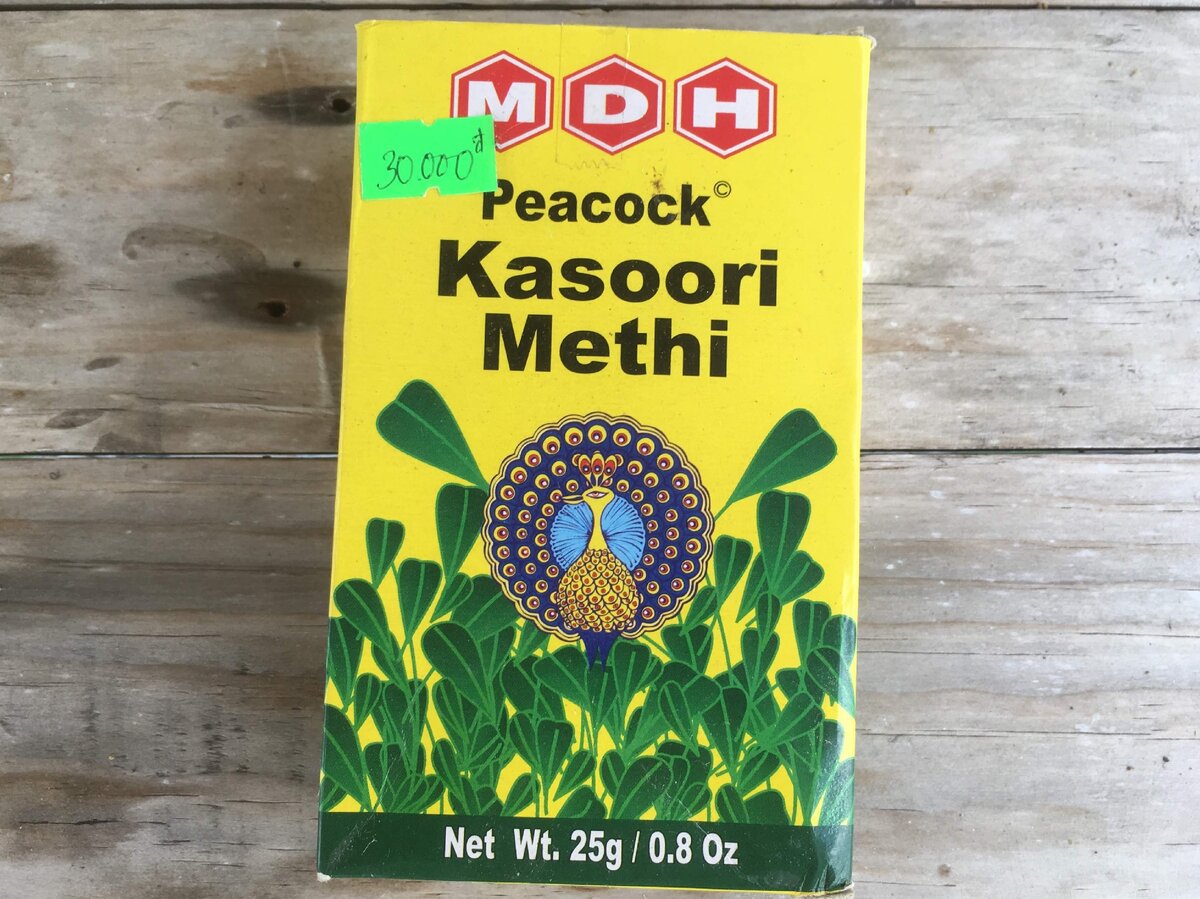 MDH
30.000đ
Peacock©
Kasoori
Methi
Net Wt. 25g / 0.8 Oz